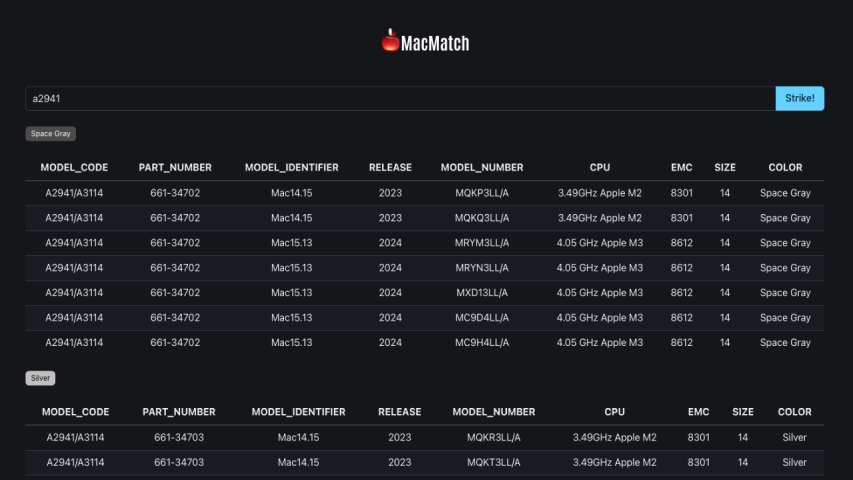 MacMatch
a2941 Strike!
Space Gray
MODEL_CODE PART_NUMBER MODEL_IDENTIFIER RELEASE MODEL_NUMBER CPU EMC SIZE COLOR
A2941/A3114 661-34702 Mac14.15 2023 MQKP3LL/A 3.49GHz Apple M2 8301 14 Space Gray
A2941/A3114 661-34702 Mac14.15 2023 MQKQ3LL/A 3.49GHz Apple M2 8301 14 Space Gray
A2941/A3114 661-34702 Mac15.13 2024 MRYM3LL/A 4.05 GHz Apple M3 8612 14 Space Gray
A2941/A3114 661-34702 Mac15.13 2024 MRYN3LL/A 4.05 GHz Apple M3 8612 14 Space Gray
A2941/A3114 661-34702 Mac15.13 2024 MXD13LL/A 4.05 GHz Apple M3 8612 14 Space Gray
A2941/A3114 661-34702 Mac15.13 2024 MC9D4LL/A 4.05 GHz Apple M3 8612 14 Space Gray
A2941/A3114 661-34702 Mac15.13 2024 MC9H4LL/A 4.05 GHz Apple M3 8612 14 Space Gray
Silver
MODEL_CODE PART_NUMBER MODEL_IDENTIFIER RELEASE MODEL_NUMBER CPU EMC SIZE COLOR
A2941/A3114 661-34703 Mac14.15 2023 MQKR3LL/A 3.49GHz Apple M2 8301 14 Silver
A2941/A3114 661-34703 Mac14.15 2023 MQKT3LL/A 3.49GHz Apple M2 8301 14 Silver